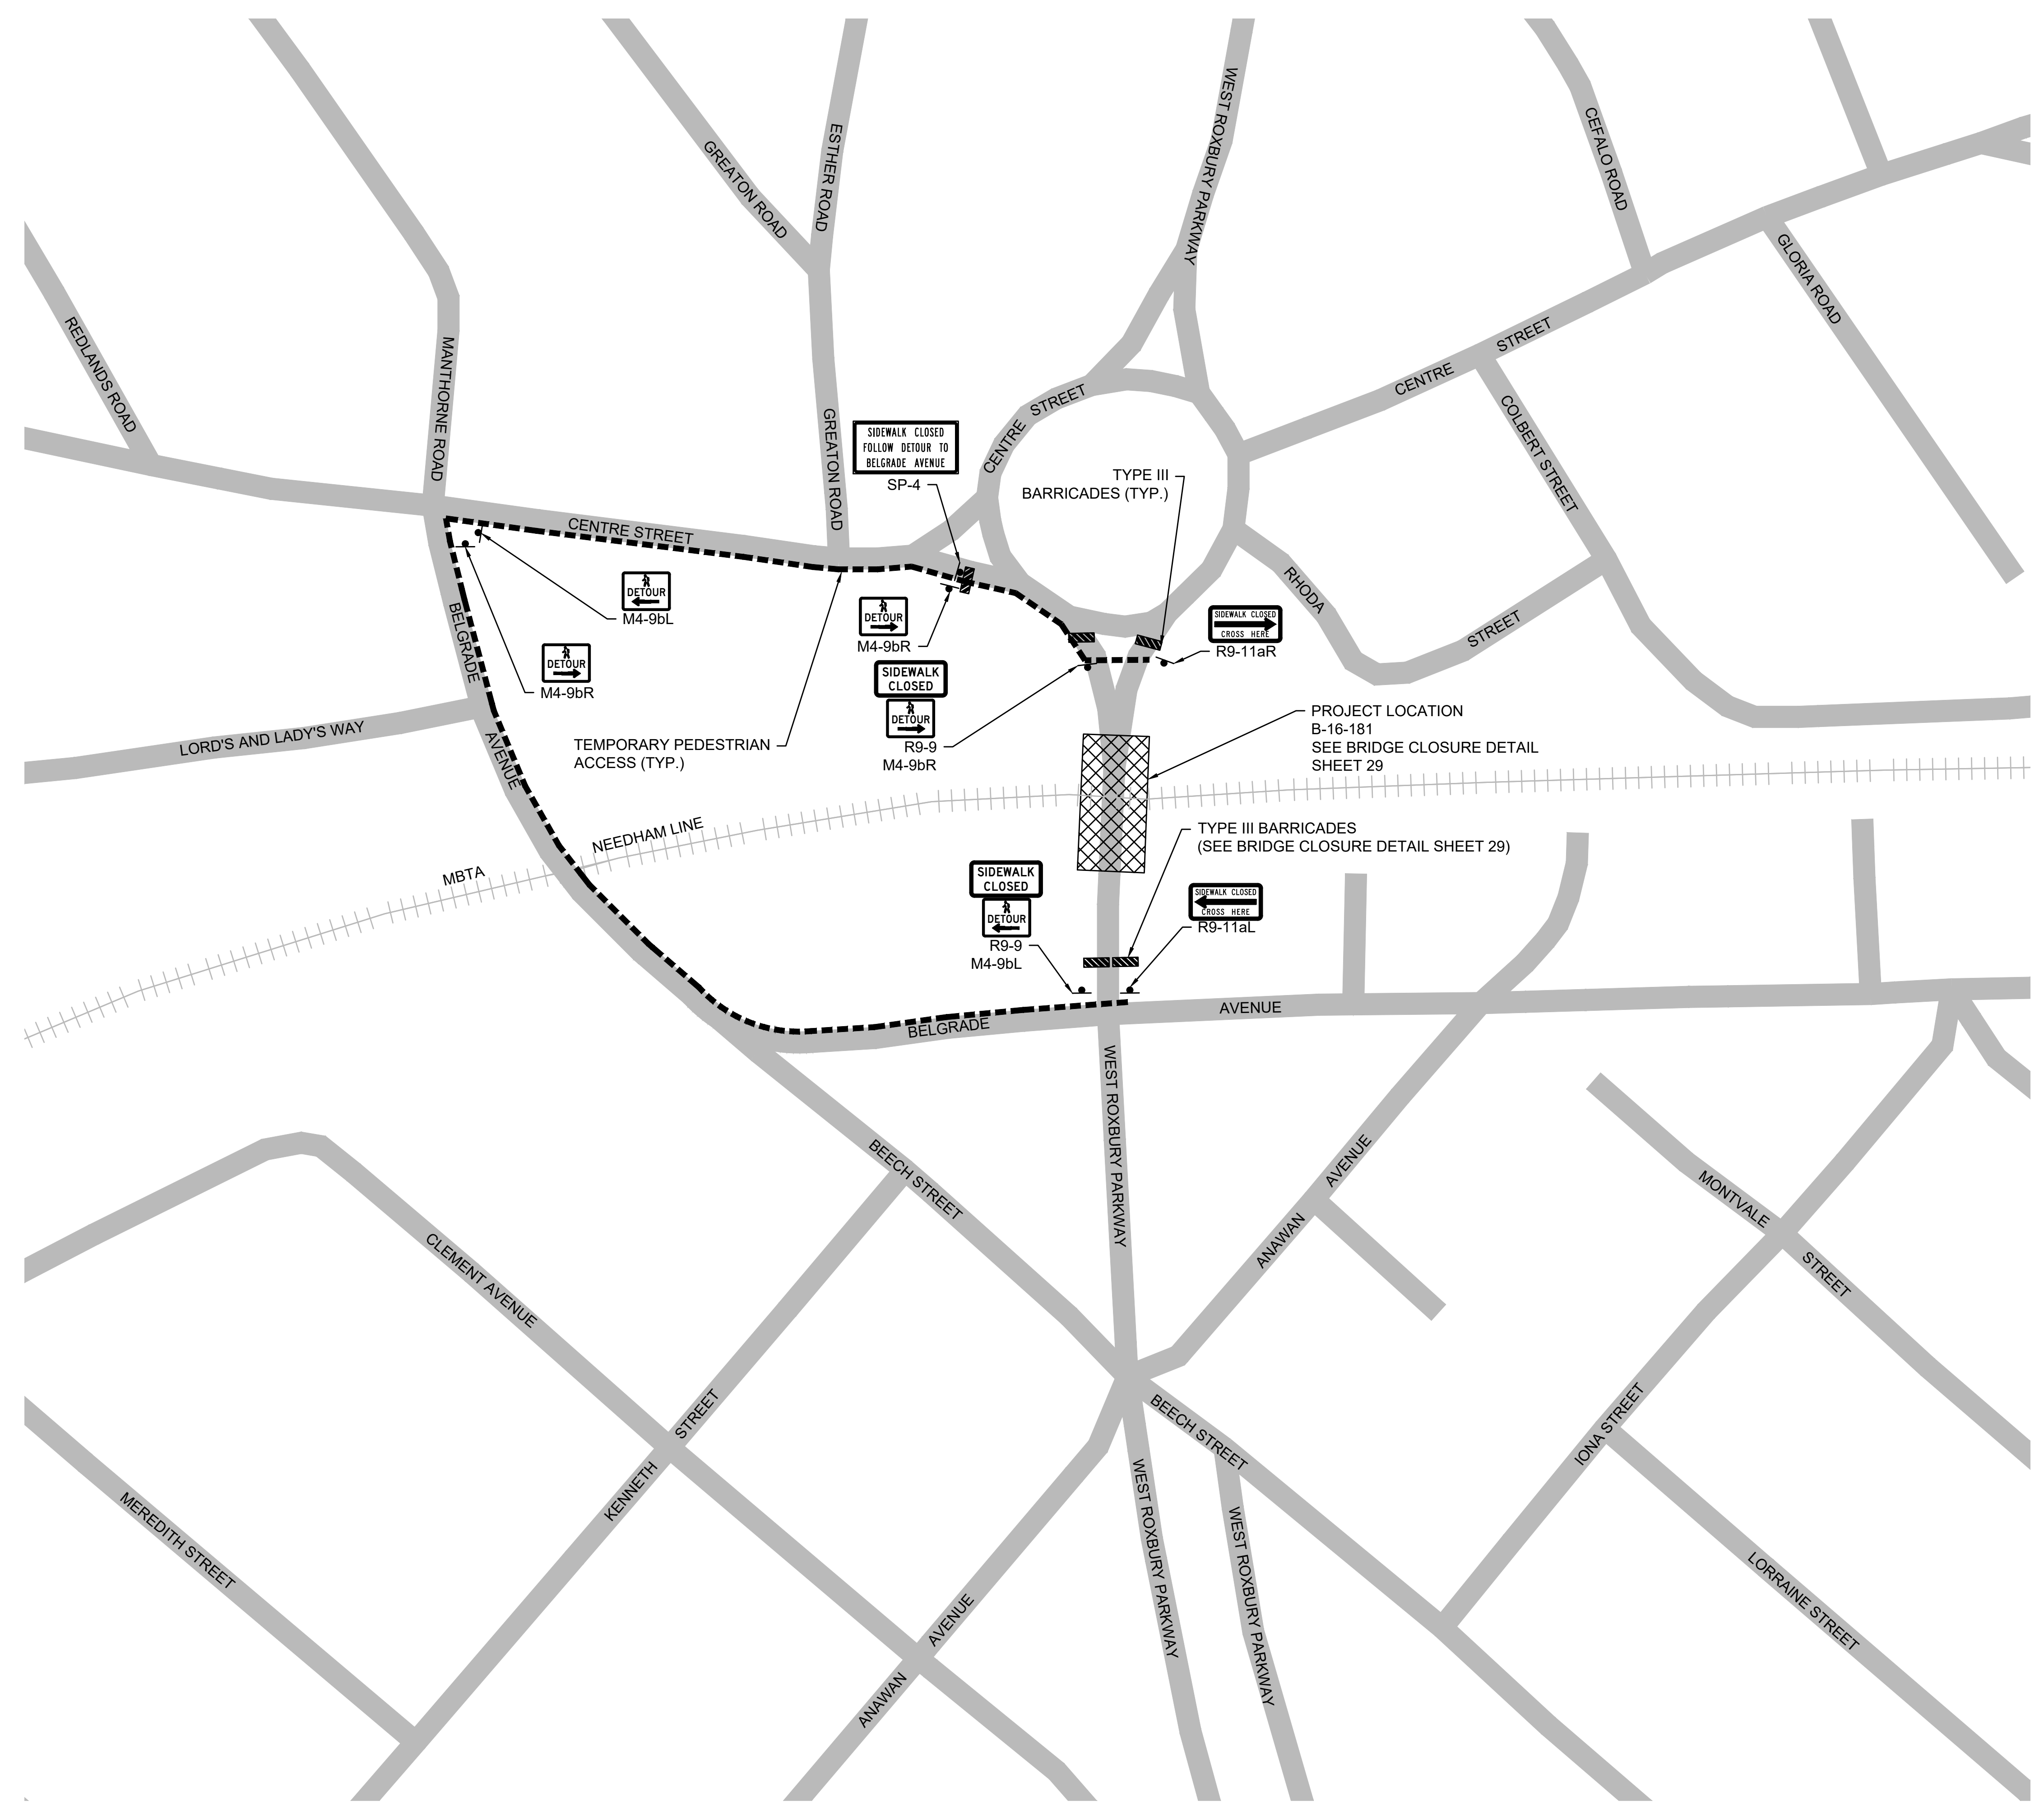 WEST ROXBURY PARKWAY
CEFALO ROAD
ESTHER ROAD
GREATON ROAD
GLORIA ROAD
REDLANDS ROAD
MANTHORNE ROAD
CENTRE
STREET
CENTRE
STREET
COLBERT STREET
GREATON ROAD
SIDEWALK CLOSED
FOLLOW DETOUR TO
BELGRADE AVENUE
SP-4
TYPE III
BARRICADES (TYP.)
CENTRE STREET
DETOUR
M4-9bL
DETOUR
M4-9bR
DETOUR
M4-9bR
SIDEWALK CLOSED
CROSS HERE
R9-11aR
RHODA
STREET
BELGRADE
AVENUE
SIDEWALK
CLOSED
DETOUR
R9-9
M4-9bR
LORD'S AND LADY'S WAY
TEMPORARY PEDESTRIAN
ACCESS (TYP.)
PROJECT LOCATION
B-16-181
SEE BRIDGE CLOSURE DETAIL
SHEET 29
MBTA
NEEDHAM LINE
TYPE III BARRICADES
(SEE BRIDGE CLOSURE DETAIL SHEET 29)
SIDEWALK
CLOSED
DETOUR
R9-9
M4-9bL
SIDEWALK CLOSED
CROSS HERE
R9-11aL
BELGRADE
AVENUE
WEST ROXBURY PARKWAY
BEECH STREET
ANAWAN
AVENUE
MONTVALE
STREET
CLEMENT AVENUE
KENNETH
STREET
BEECH STREET
IONA STREET
MEREDITH STREET
WEST ROXBURY PARKWAY
WEST ROXBURY PARKWAY
LORRAINE STREET
ANAWAN
AVENUE